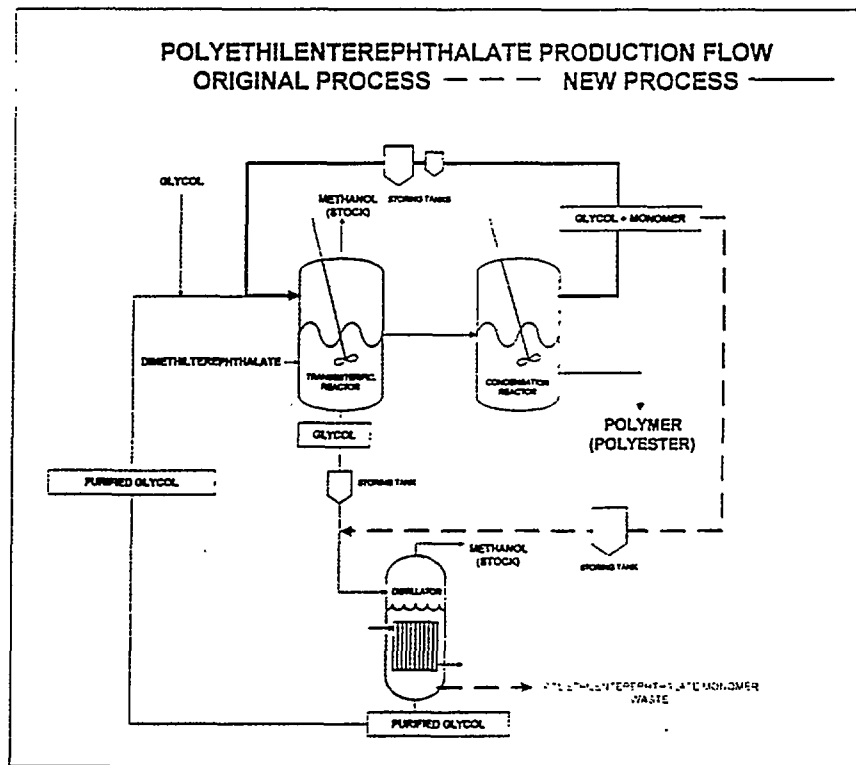 POLYETHILENTEREPHTHALATE PRODUCTION FLOW
ORIGINAL PROCESS NEW PROCESS
GLYCOL
METHANOL
(STOCK)
STORING TANKS
GLYCOL + MONOMER
DIMETHILTEREPHTHALATE
REACTOR
CONDENSATION
REACTOR
GLYCOL
POLYMER
(POLYESTER)
PURIFIED GLYCOL
STORING TANK
METHANOL
(STOCK)
STORING TANK
DISTILLATOR
MONOMER
WASTE
PURIFIED GLYCOL